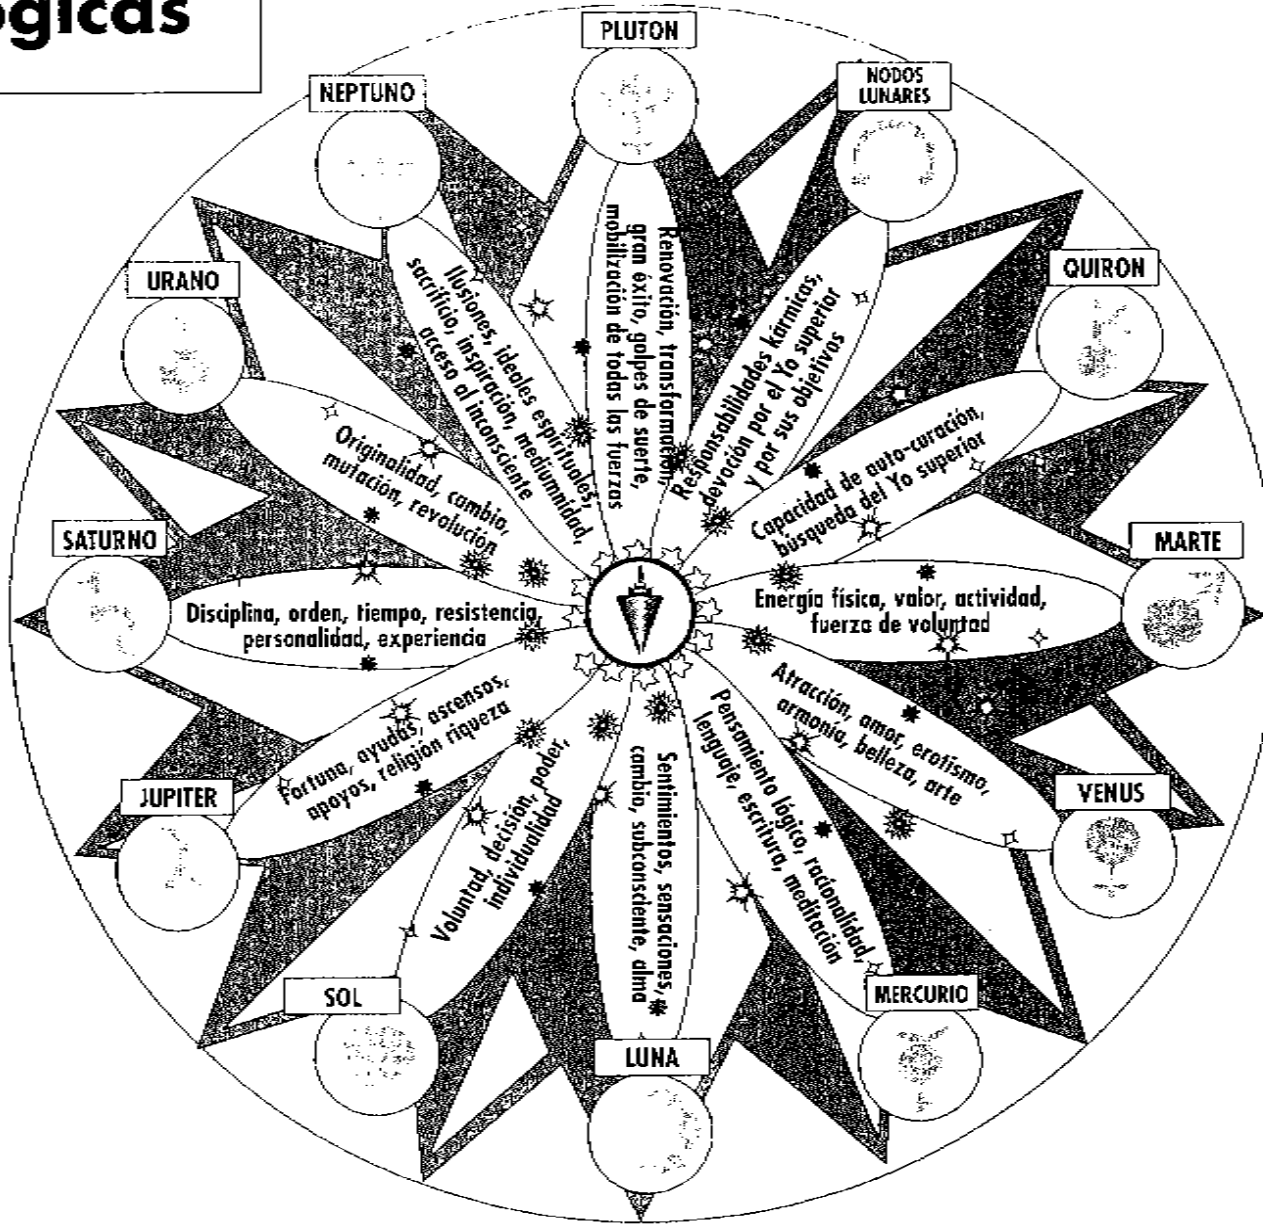 ógicas
PLUTON
Renovación, transformación,
gran éxito, golpes de suerte,
mobilización de todas las fuerzas
NODOS
LUNARES
Responsabilidades kármicas,
devoción por el Yo superior
y por sus objetivos
QUIRON
Capacidad de auto-curación,
búsqueda del Yo superior
MARTE
Energía física, valor, actividad,
fuerza de voluntad
VENUS
Atracción, amor, erotismo,
armonía, belleza, arte
MERCURIO
Pensamiento lógico, racionalidad,
lenguaje, escritura, meditación
LUNA
Sentimientos, sensaciones,
cambio, subconsciente, alma
SOL
Voluntad, decisión, poder,
individualidad
JUPITER
Fortuna, ayudas, ascensos,
apoyos, religión riqueza
SATURNO
Disciplina, orden, tiempo, resistencia,
personalidad, experiencia
URANO
Originalidad, cambio,
mutación, revolución
NEPTUNO
Ilusiones, ideales espirituales,
sacrificio, inspiración, mediumnidad,
acceso al inconsciente